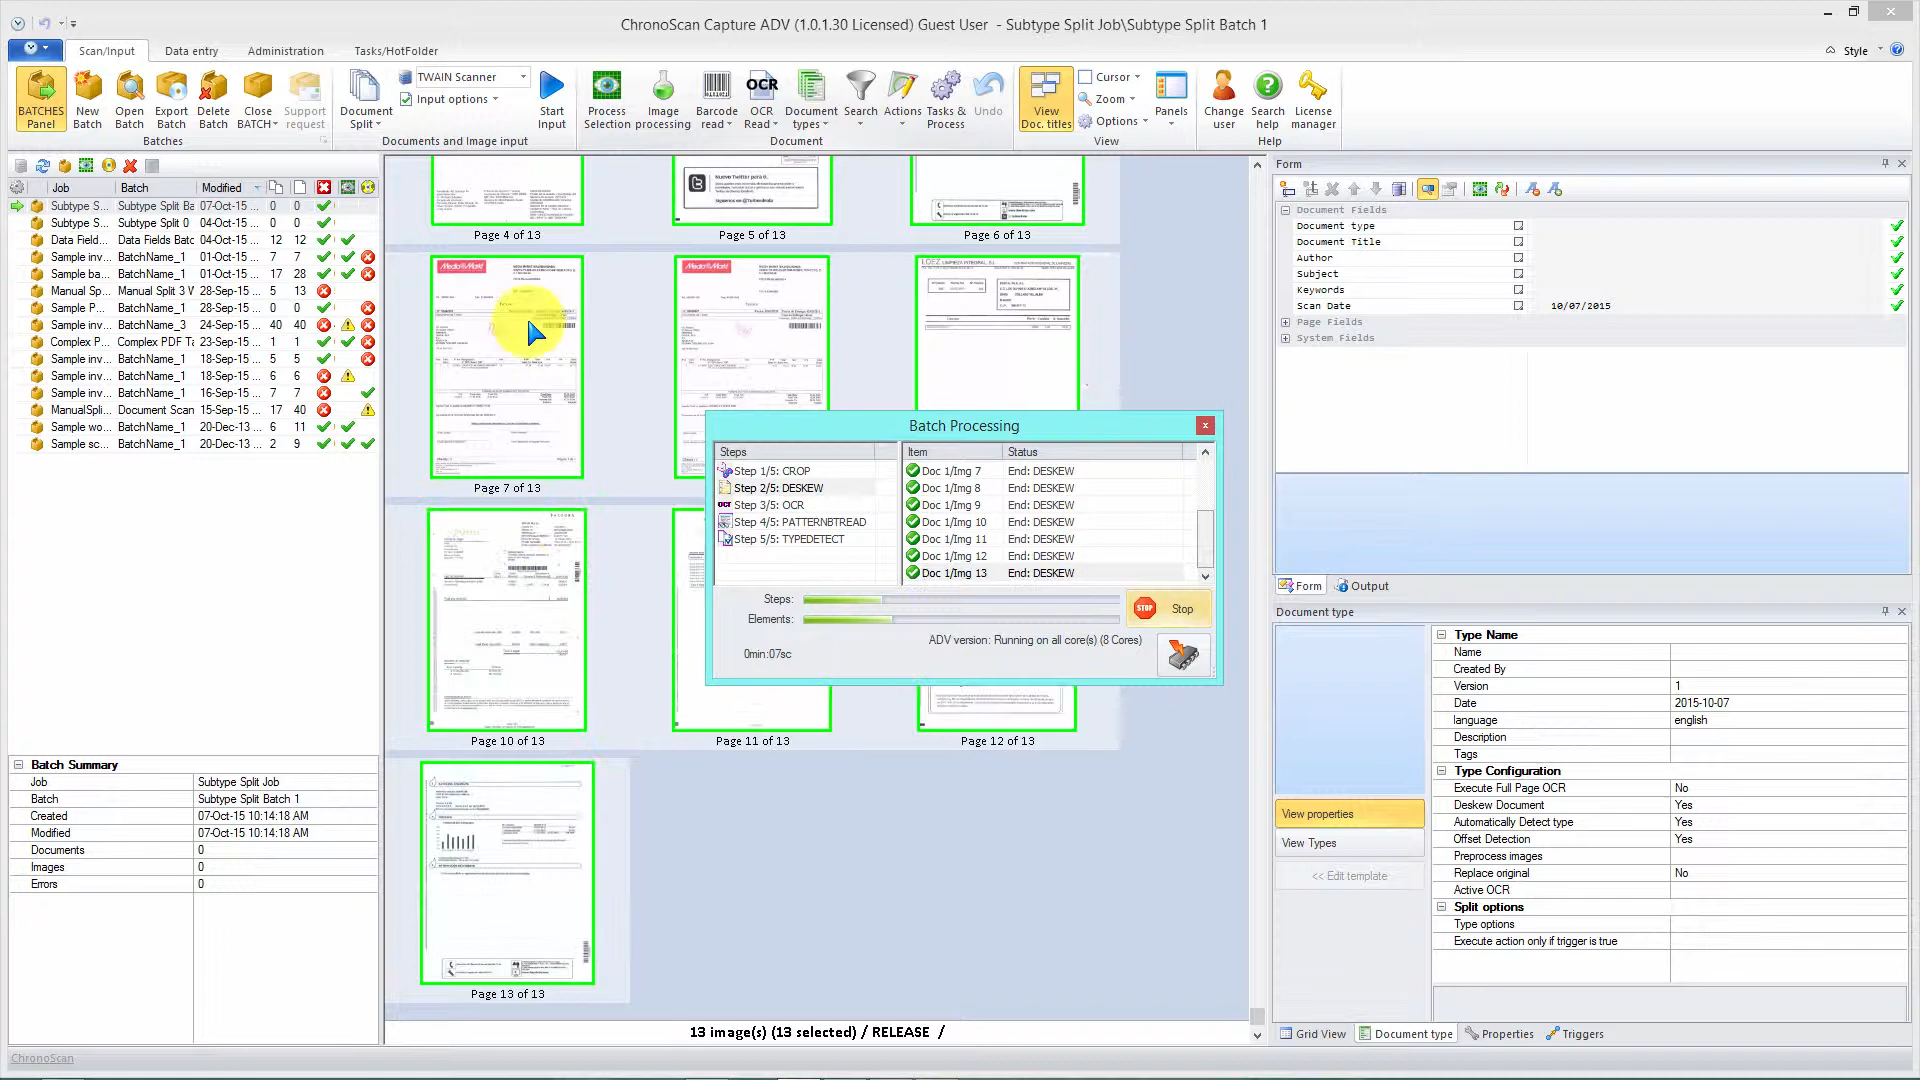 ChronoScan Capture ADV (1.0.1.30 Licensed) Guest User - Subtype Split Job\Subtype Split Batch 1
Scan/Input Data entry Administration Tasks/HotFolder Style
BATCHES Panel
New Batch
Open Batch
Export Batch
Delete Batch
Close BATCH
Support request
Batches
Document Split
TWAIN Scanner
Input options
Start Input
Documents and Image input
Process Selection
Image processing
Barcode read
OCR
OCR Read
Document types
Search
Actions
Tasks & Process
Undo
Document
View Doc. titles
Cursor
Zoom
Options
Panels
View
Change user
Search help
License manager
Help
Job Batch Modified
Subtype S... Subtype Split Ba 07-Oct-15 ... 0 0
Subtype S... Subtype Split 0 07-Oct-15 ... 0 0
Data Field... Data Fields Batc 04-Oct-15 ... 12 12
Sample inv... BatchName_1 01-Oct-15 ... 7 7
Sample ba... BatchName_1 01-Oct-15 ... 17 28
Manual Sp... Manual Split 3 V 28-Sep-15 ... 5 13
Sample P... BatchName_1 28-Sep-15 ... 0 0
Sample inv... BatchName_3 24-Sep-15 ... 40 40
Complex P... Complex PDF Ta 23-Sep-15 ... 1 1
Sample inv... BatchName_1 18-Sep-15 ... 5 5
Sample inv... BatchName_1 18-Sep-15 ... 6 6
Sample inv... BatchName_1 16-Sep-15 ... 7 7
ManualSpli... Document Scan 15-Sep-15 ... 17 40
Sample wo... BatchName_1 20-Dec-13 ... 6 11
Sample sc... BatchName_1 20-Dec-13 ... 2 9
Batch Summary
Job Subtype Split Job
Batch Subtype Split Batch 1
Created 07-Oct-15 10:14:18 AM
Modified 07-Oct-15 10:14:18 AM
Documents 0
Images 0
Errors 0
ChronoScan
Nuevo Twitter para ti.
Page 4 of 13 Page 5 of 13 Page 6 of 13
Media Markt
Media Markt
LOEZ LIMPIEZA INTEGRAL, S.L.
Page 7 of 13
Page 10 of 13 Page 11 of 13 Page 12 of 13
Page 13 of 13
13 image(s) (13 selected) / RELEASE /
Batch Processing
Steps Item Status
Step 1/5: CROP
Step 2/5: DESKEW
OCR Step 3/5: OCR
Step 4/5: PATTERNBTREAD
Step 5/5: TYPEDETECT
Doc 1/Img 7 End: DESKEW
Doc 1/Img 8 End: DESKEW
Doc 1/Img 9 End: DESKEW
Doc 1/Img 10 End: DESKEW
Doc 1/Img 11 End: DESKEW
Doc 1/Img 12 End: DESKEW
Doc 1/Img 13 End: DESKEW
Steps:
Elements:
STOP Stop
ADV version: Running on all core(s) (8 Cores)
0min:07sc
Form
Document Fields
Document type
Document Title
Author
Subject
Keywords
Scan Date 10/07/2015
Page Fields
System Fields
Form Output
Document type
View properties
View Types
<< Edit template
Type Name
Name
Created By
Version 1
Date 2015-10-07
language english
Description
Tags
Type Configuration
Execute Full Page OCR No
Deskew Document Yes
Automatically Detect type Yes
Offset Detection Yes
Preprocess images
Replace original No
Active OCR
Split options
Type options
Execute action only if trigger is true
Grid View Document type Properties Triggers